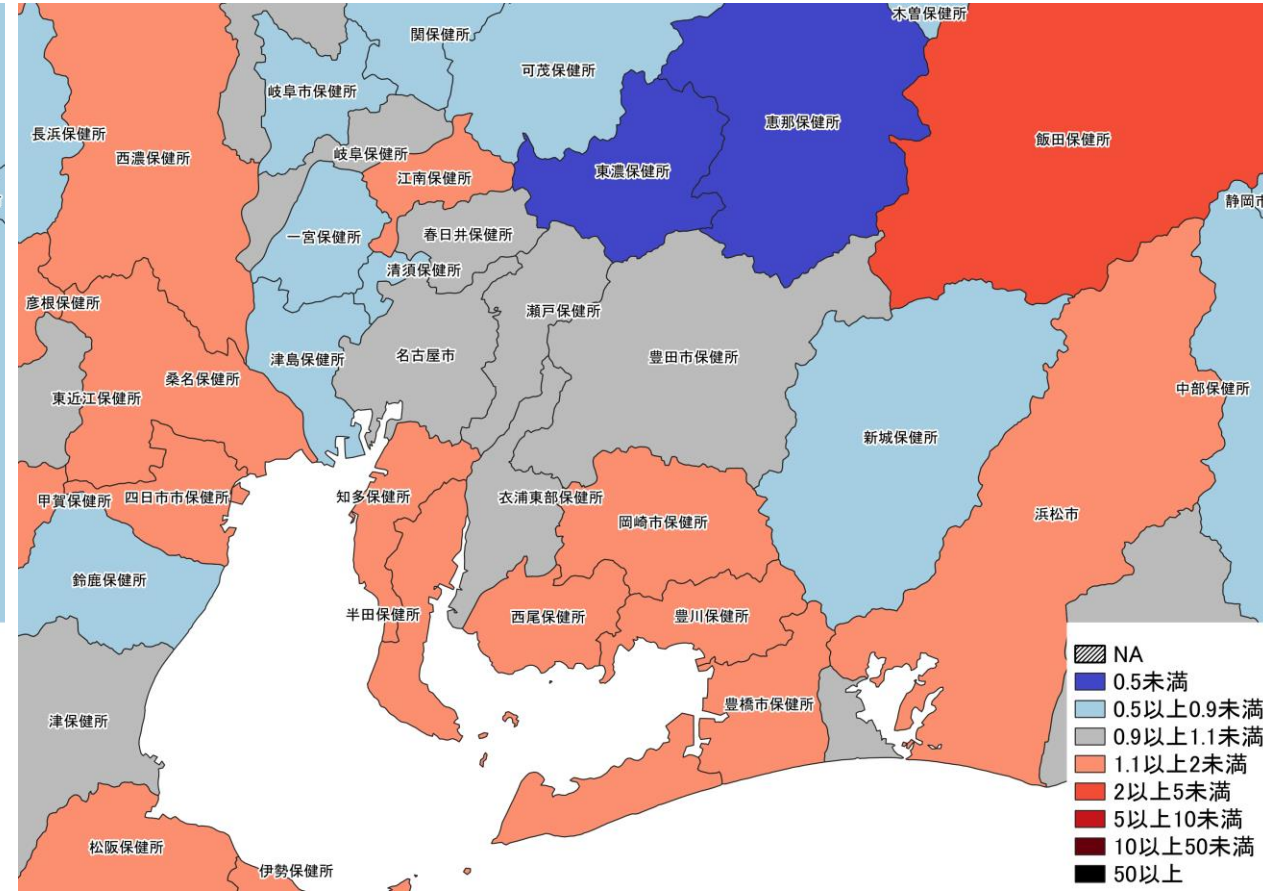 木曽保健所
関保健所
可茂保健所
岐阜市保健所
恵那保健所
長浜保健所
飯田保健所
西濃保健所
岐阜保健所
東濃保健所
江南保健所
静岡市
一宮保健所
春日井保健所
清須保健所
彦根保健所
瀬戸保健所
津島保健所
名古屋市
豊田市保健所
桑名保健所
中部保健所
東近江保健所
新城保健所
甲賀保健所
四日市市保健所
知多保健所
衣浦東部保健所
浜松市
岡崎市保健所
鈴鹿保健所
半田保健所
西尾保健所
豊川保健所
津保健所
豊橋市保健所
松阪保健所
伊勢保健所
NA
0.5未満
0.5以上0.9未満
0.9以上1.1未満
1.1以上2未満
2以上5未満
5以上10未満
10以上50未満
50以上